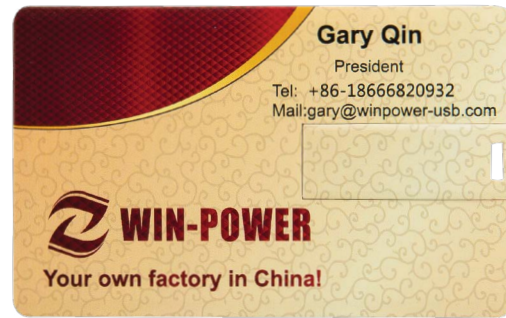 Gary Qin
President
Tel: +86-18666820932
Mail:gary@winpower-usb.com
WIN-POWER
Your own factory in China!